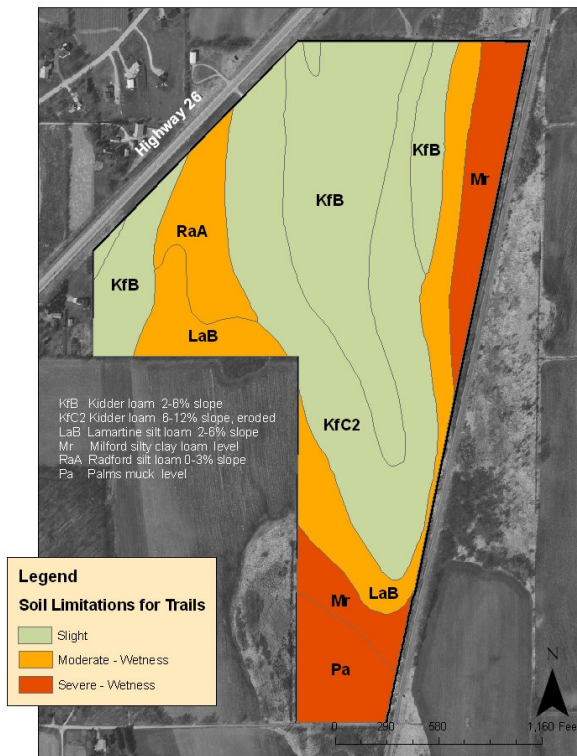 Highway 26
KfB
Mr
KfB
RaA
KfB
LaB
KfC2
KfB Kidder loam 2-6% slope
KfC2 Kidder loam 6-12% slope, eroded
LaB Lamartine silt loam 2-6% slope
Mr Milford silty clay loam level
RaA Radford silt loam 0-3% slope
Pa Palms muck level
Legend
Soil Limitations for Trails
Slight
Moderate - Wetness
Severe - Wetness
LaB
Mr
Pa
N
0 290 580 1,160 Feet